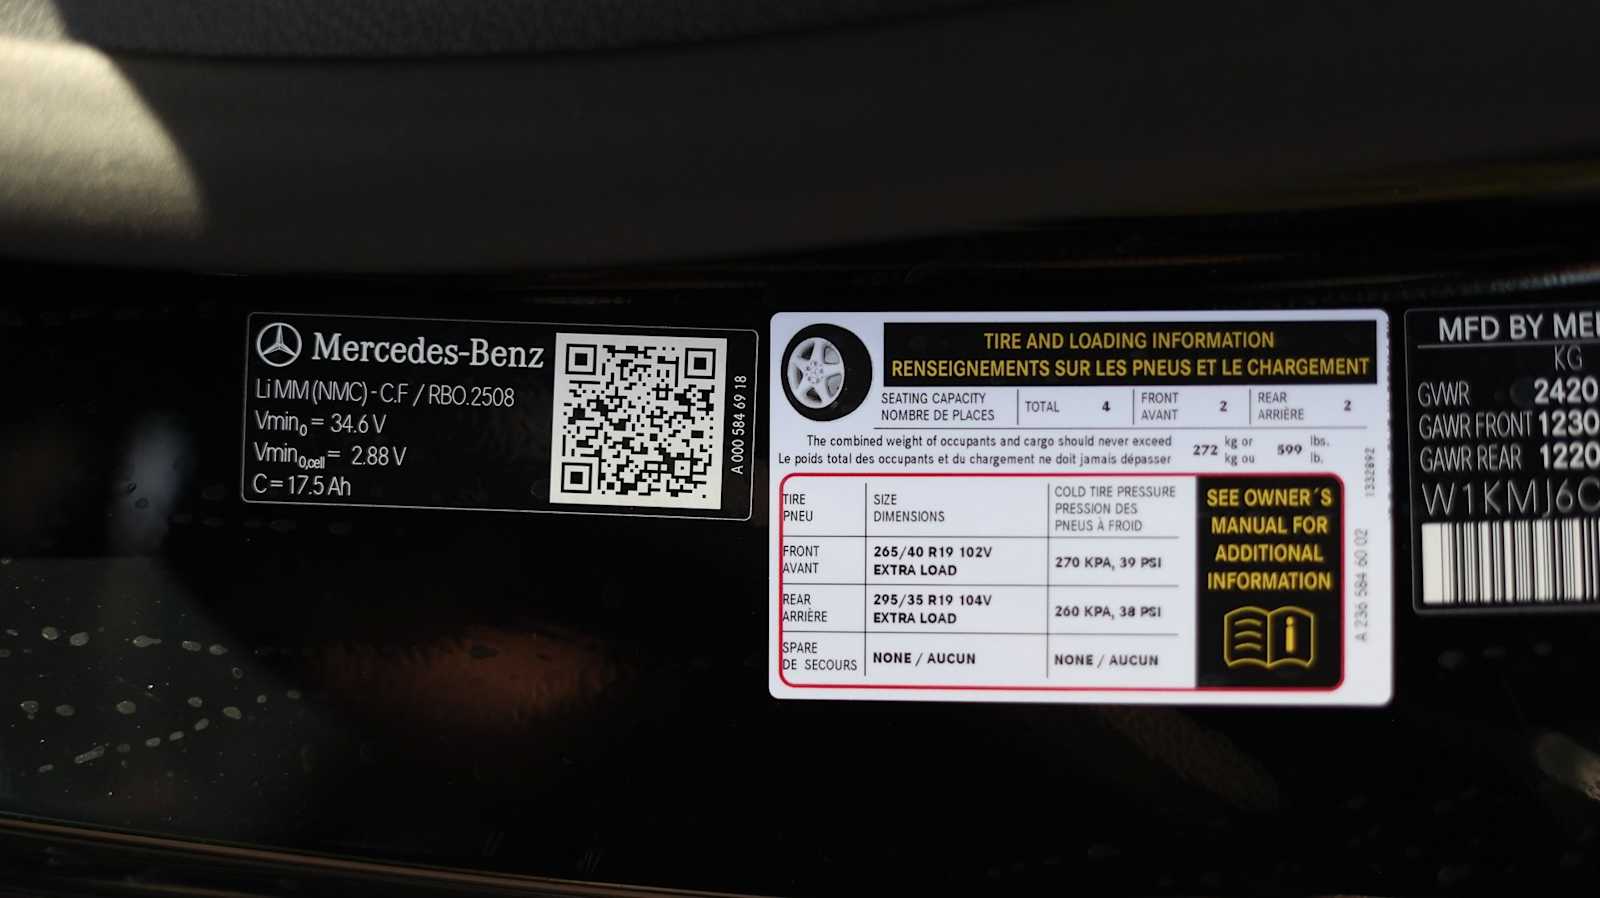 Mercedes-Benz
Li MM (NMC) - C.F / RBO.2508
Vmin0 = 34.6 V
Vmin0,cell = 2.88 V
C = 17.5 Ah
A 000 584 69 18
TIRE AND LOADING INFORMATION
RENSEIGNEMENTS SUR LES PNEUS ET LE CHARGEMENT
SEATING CAPACITY
NOMBRE DE PLACES
TOTAL 4
FRONT
AVANT
2
REAR
ARRIÈRE
2
The combined weight of occupants and cargo should never exceed
Le poids total des occupants et du chargement ne doit jamais dépasser
272
kg or
kg ou
599
lbs.
lb.
TIRE
PNEU
SIZE
DIMENSIONS
COLD TIRE PRESSURE
PRESSION DES
PNEUS À FROID
FRONT
AVANT
265/40 R19 102V
EXTRA LOAD
270 KPA, 39 PSI
REAR
ARRIÈRE
295/35 R19 104V
EXTRA LOAD
260 KPA, 38 PSI
SPARE
DE SECOURS
NONE / AUCUN
NONE / AUCUN
SEE OWNER´S
MANUAL FOR
ADDITIONAL
INFORMATION
1332892
A 236 584 60 02
MFD BY ME
KG
GVWR 2420
GAWR FRONT 1230
GAWR REAR 1220
W1KMJ6C